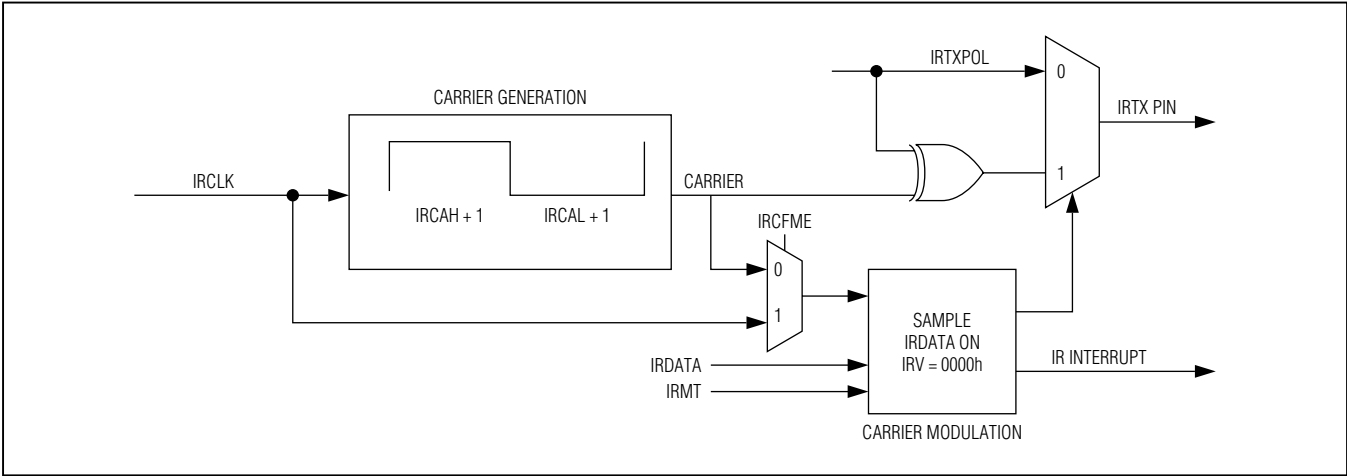 IRTXPOL
0
IRTX PIN
1
CARRIER GENERATION
IRCLK
IRCAH + 1
IRCAL + 1
CARRIER
IRCFME
0
1
SAMPLE
IRDATA ON
IRV = 0000h
IRDATA
IRMT
IR INTERRUPT
CARRIER MODULATION